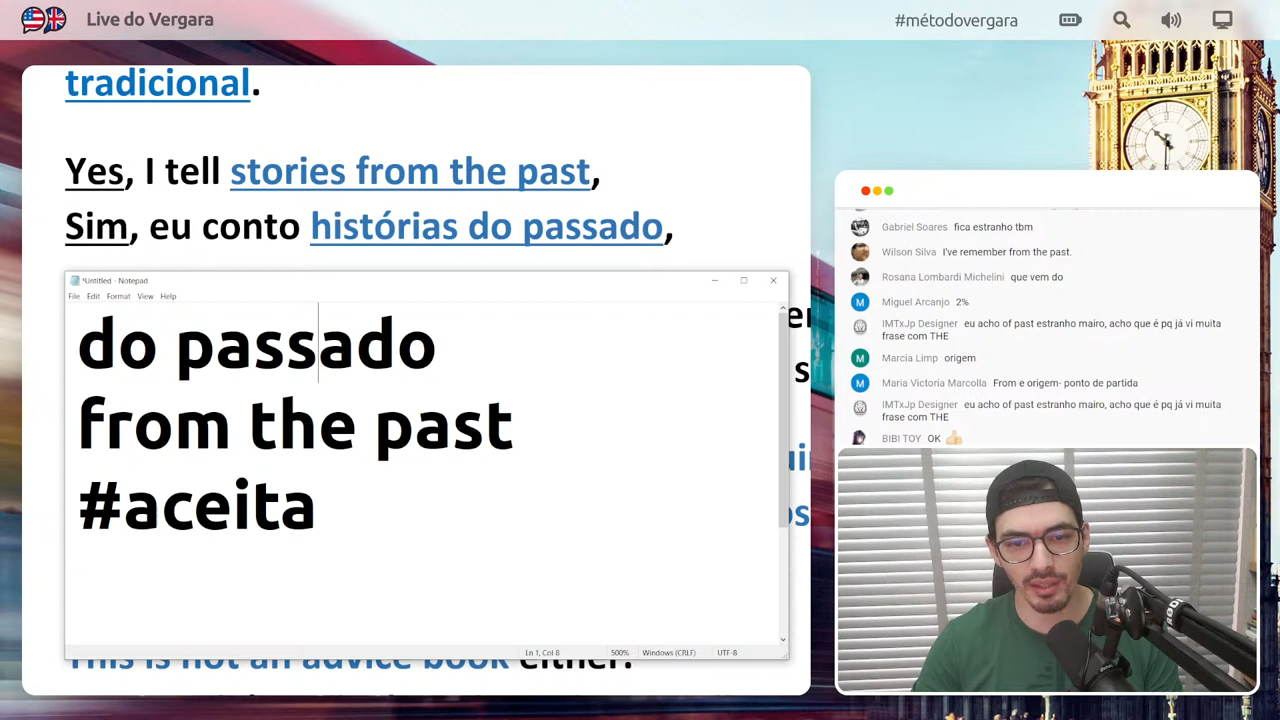 Live do Vergara
#métodovergara
tradicional.
Yes, I tell stories from the past,
Sim, eu conto histórias do passado,
*Untitled - Notepad
File Edit Format View Help
do passado
from the past
#aceita
Ln 1, Col 8 500% Windows (CRLF) UTF-8
This is not an advice book either.
Gabriel Soares fica estranho tbm
Wilson Silva I've remember from the past.
Rosana Lombardi Michelini que vem do
M Miguel Arcanjo 2%
IMTxJp Designer eu acho of past estranho mairo, acho que é pq já vi muita
frase com THE
M Marcia Limp origem
M Maria Victoria Marcolla From e origem- ponto de partida
IMTxJp Designer eu acho of past estranho mairo, acho que é pq já vi muita
frase com THE
BIBI TOY OK
RODE